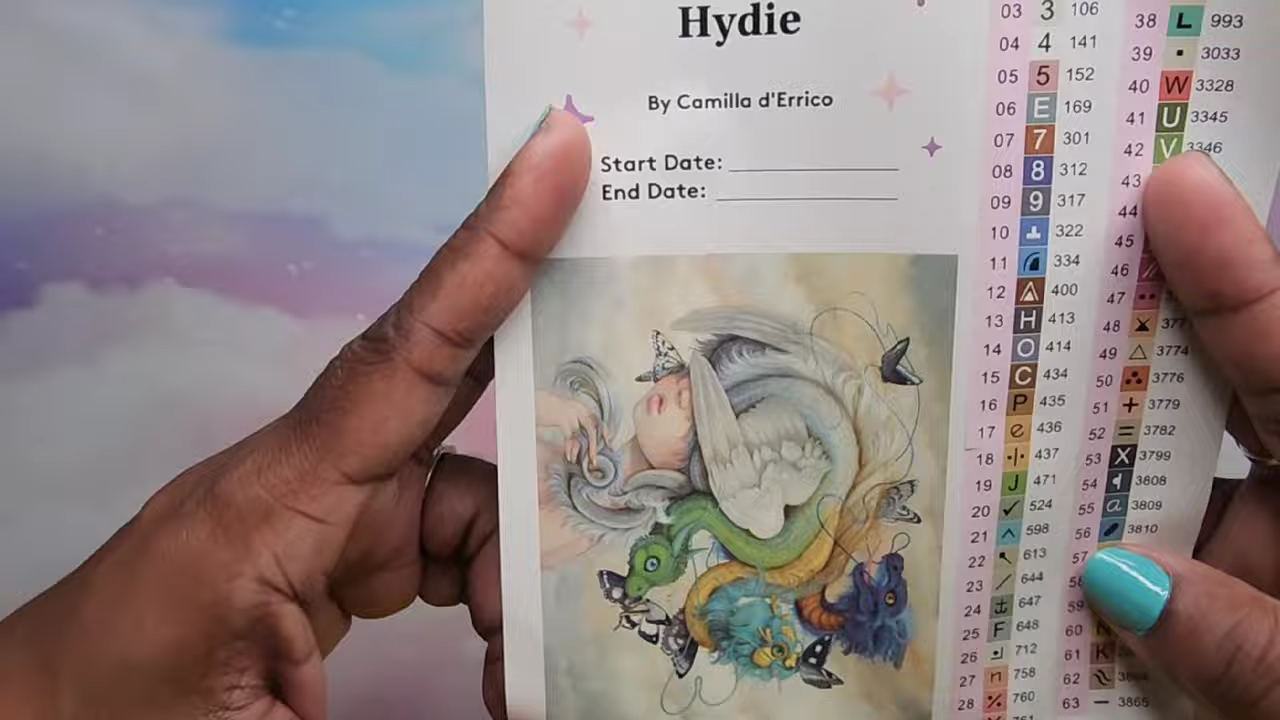 Hydie
By Camilla d'Errico
Start Date:
End Date:
03 3 106
04 4 141
05 5 152
06 E 169
07 7 301
08 8 312
09 9 317
10 322
11 334
12 400
13 H 413
14 O 414
15 C 434
16 P 435
17 e 436
18 437
19 J 471
20 ✓ 524
21 ^ 598
22 613
23 / 644
24 647
25 F 648
26 712
27 n 758
28 760
38 L 993
39 ▪ 3033
40 W 3328
41 U 3345
42 V 3346
43
44
45
46
47
48
49 △ 3774
50 3776
51 + 3779
52 = 3782
53 X 3799
54 3808
55 a 3809
56 3810
57
59
60
61 K
62
63 — 3865